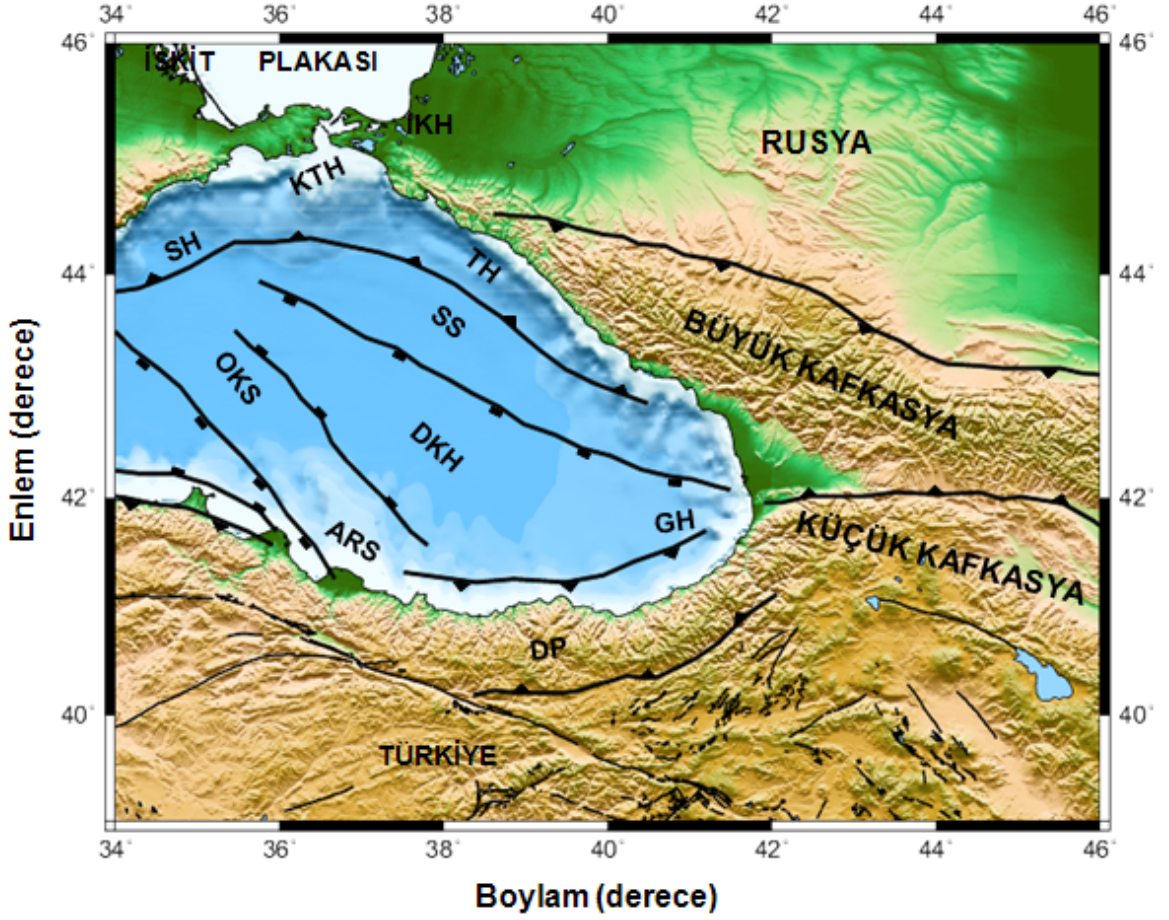 34° 36° 38° 40° 42° 44° 46°
46° 46°
İSKİT PLAKASI
İKH
RUSYA
KTH
SH
TH
44° 44°
SS
BÜYÜK KAFKASYA
OKS
DKH
42° 42°
GH
KÜÇÜK KAFKASYA
ARS
DP
40° 40°
TÜRKİYE
34° 36° 38° 40° 42° 44° 46°
Enlem (derece)
Boylam (derece)